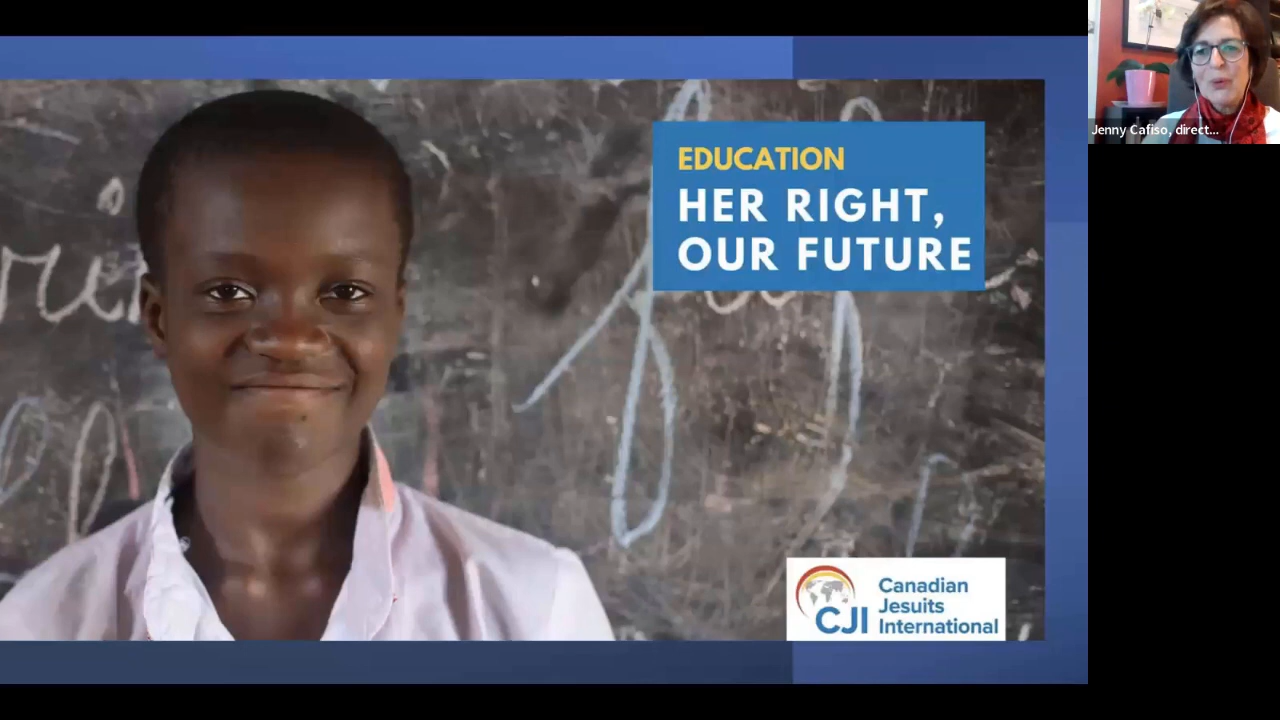 EDUCATION
HER RIGHT,
OUR FUTURE
CJI
Canadian
Jesuits
International
Jenny Cafiso, direct...